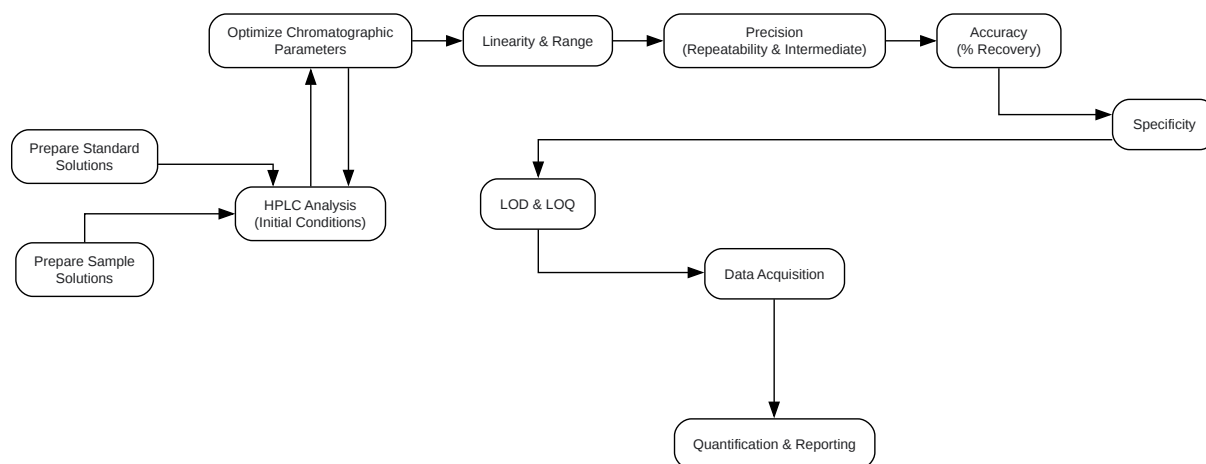 Optimize Chromatographic
Parameters
Linearity & Range
Precision
(Repeatability & Intermediate)
Accuracy
(% Recovery)
Specificity
Prepare Standard
Solutions
HPLC Analysis
(Initial Conditions)
LOD & LOQ
Prepare Sample
Solutions
Data Acquisition
Quantification & Reporting